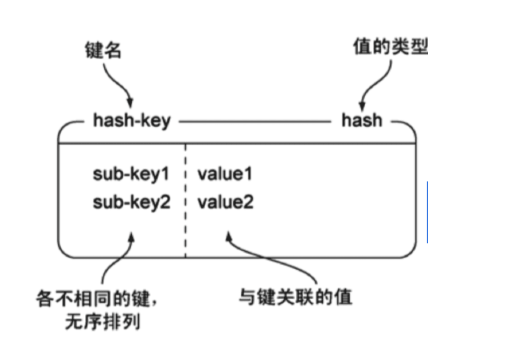 键名
值的类型
hash-key
hash
sub-key1 value1
sub-key2 value2
各不相同的键，
无序排列
与键关联的值